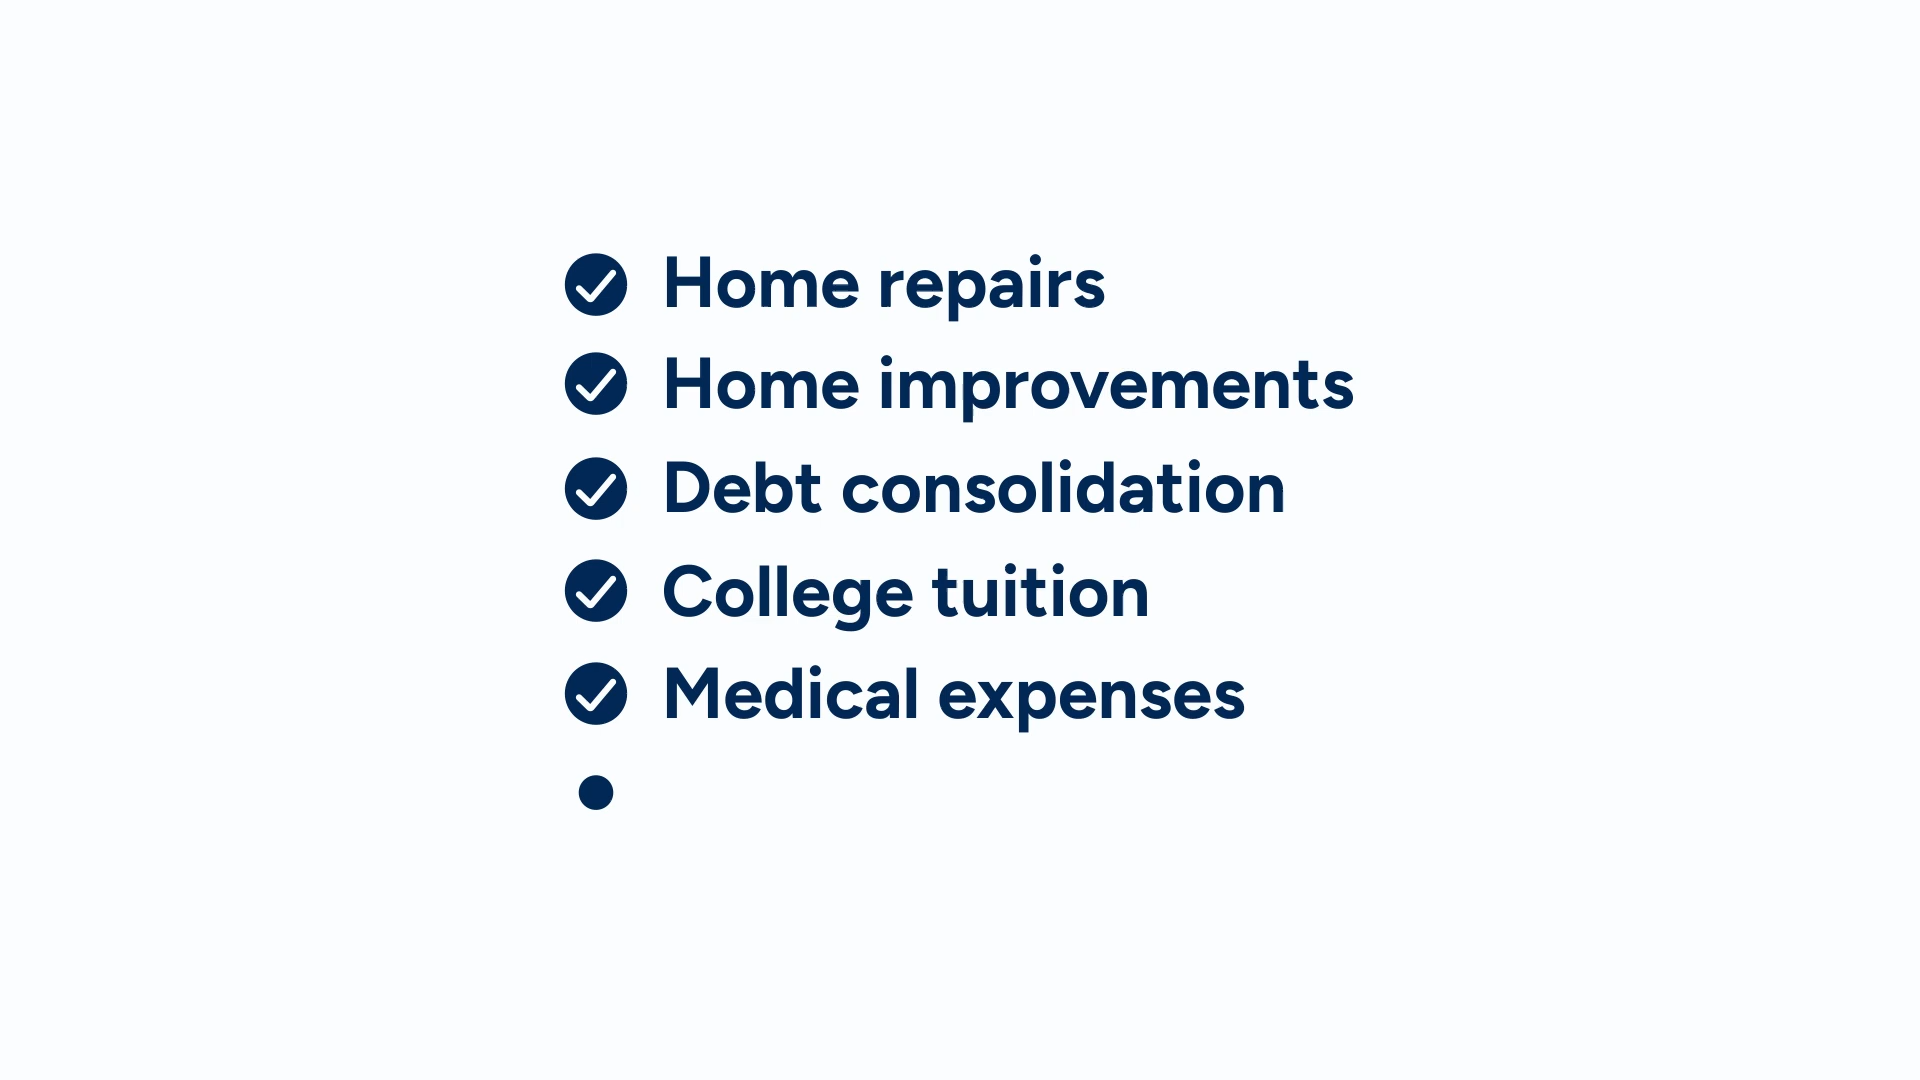 Home repairs
Home improvements
Debt consolidation
College tuition
Medical expenses